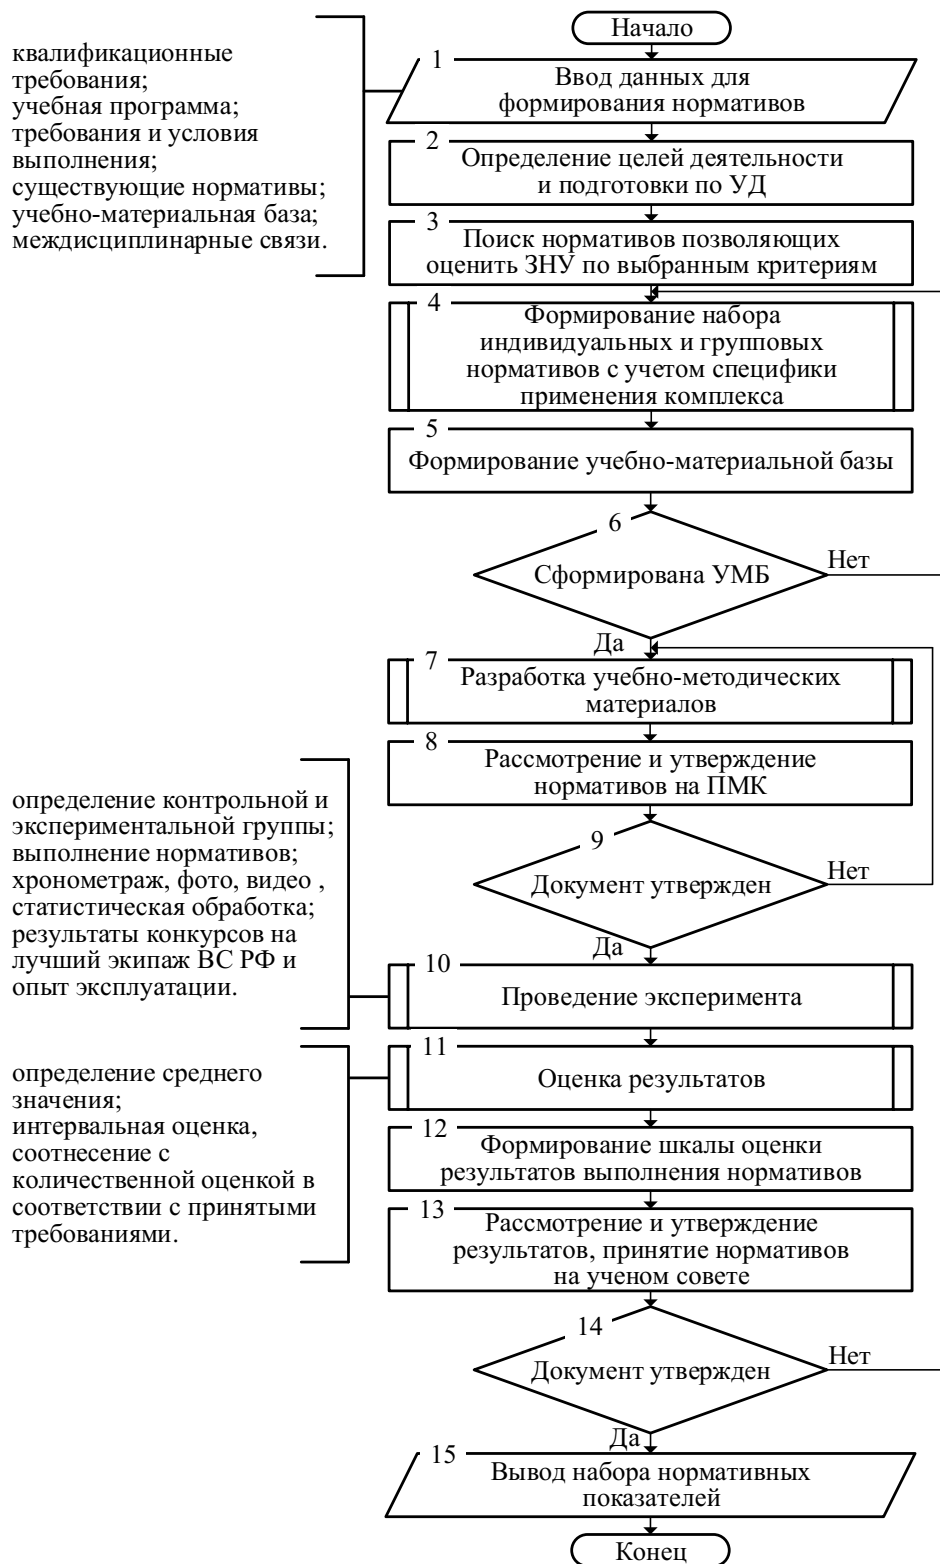 Начало
квалификационные
требования;
учебная программа;
требования и условия
выполнения;
существующие нормативы;
учебно-материальная база;
междисциплинарные связи.
1
Ввод данных для
формирования нормативов
2
Определение целей деятельности
и подготовки по УД
3
Поиск нормативов позволяющих
оценить ЗНУ по выбранным критериям
4
Формирование набора
индивидуальных и групповых
нормативов с учетом специфики
применения комплекса
5
Формирование учебно-материальной базы
6
Сформирована УМБ
Нет
Да
7
Разработка учебно-методических
материалов
8
Рассмотрение и утверждение
нормативов на ПМК
9
Документ утвержден
Нет
Да
определение контрольной и
экспериментальной группы;
выполнение нормативов;
хронометраж, фото, видео ,
статистическая обработка;
результаты конкурсов на
лучший экипаж ВС РФ и
опыт эксплуатации.
10
Проведение эксперимента
определение среднего
значения;
интервальная оценка,
соотнесение с
количественной оценкой в
соответствии с принятыми
требованиями.
11
Оценка результатов
12
Формирование шкалы оценки
результатов выполнения нормативов
13
Рассмотрение и утверждение
результатов, принятие нормативов
на ученом совете
14
Документ утвержден
Нет
Да
15
Вывод набора нормативных
показателей
Конец